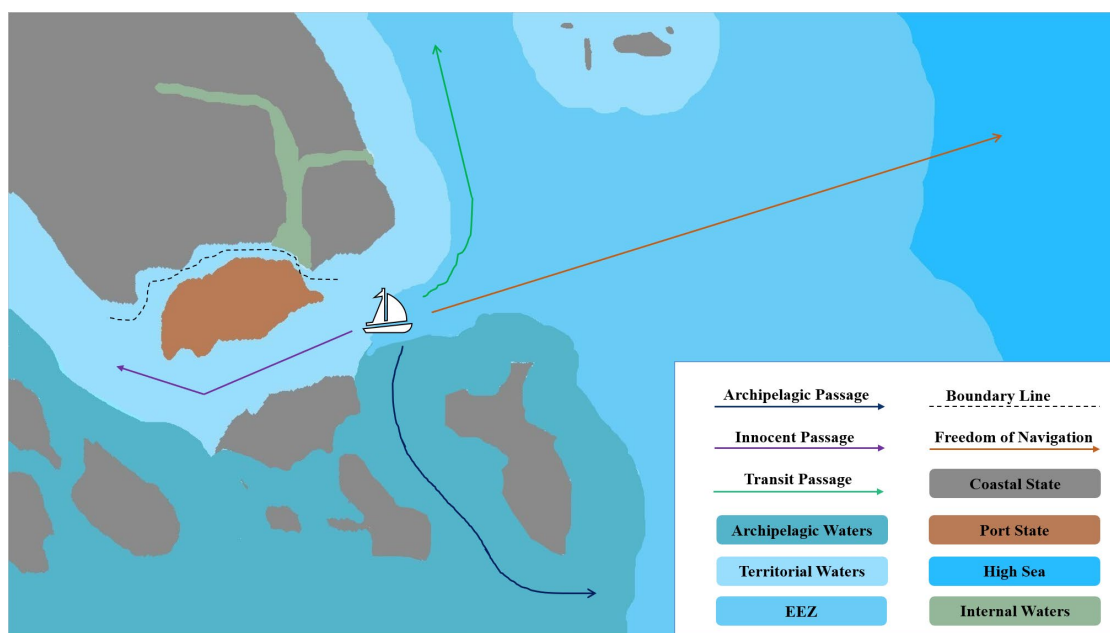 Archipelagic Passage
Boundary Line
Innocent Passage
Freedom of Navigation
Transit Passage
Coastal State
Archipelagic Waters
Port State
Territorial Waters
High Sea
EEZ
Internal Waters